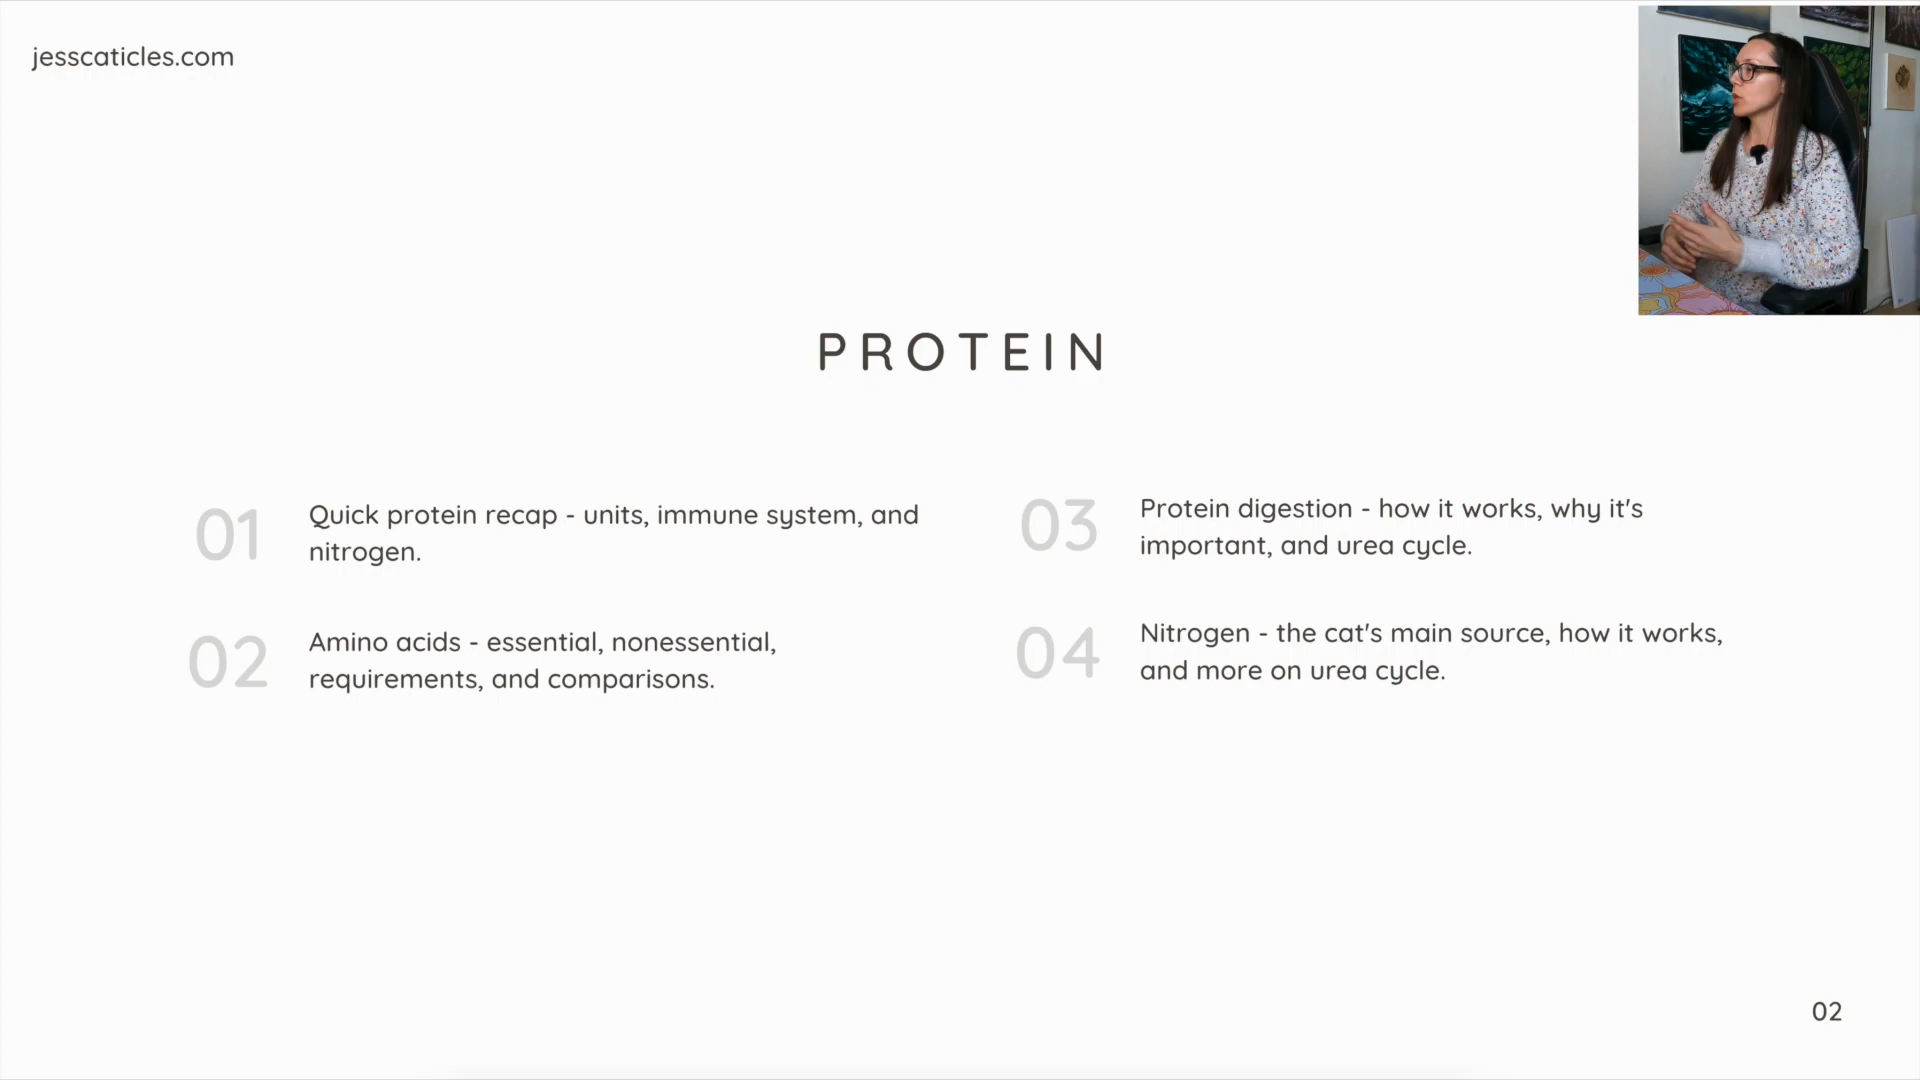 jesscaticles.com
PROTEIN
01
Quick protein recap - units, immune system, and
nitrogen.
02
Amino acids - essential, nonessential,
requirements, and comparisons.
03
Protein digestion - how it works, why it's
important, and urea cycle.
04
Nitrogen - the cat's main source, how it works,
and more on urea cycle.
02